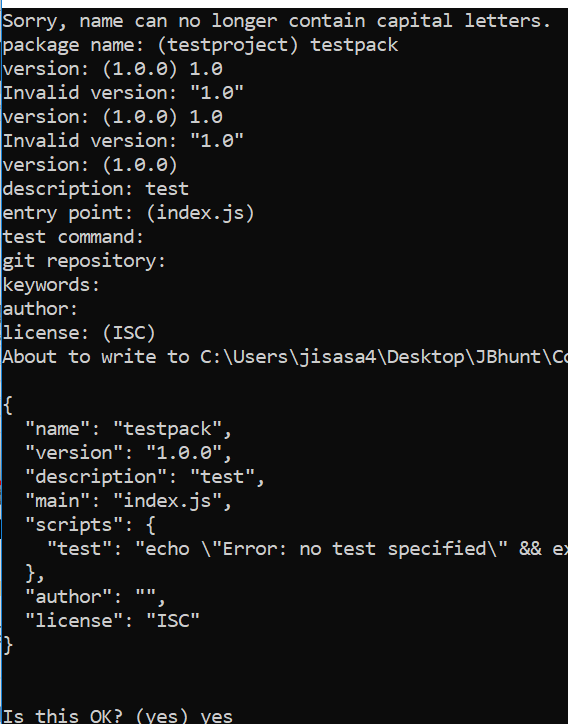 Sorry, name can no longer contain capital letters.
package name: (testproject) testpack
version: (1.0.0) 1.0
Invalid version: "1.0"
version: (1.0.0) 1.0
Invalid version: "1.0"
version: (1.0.0)
description: test
entry point: (index.js)
test command:
git repository:
keywords:
author:
license: (ISC)
About to write to C:\Users\jisasa4\Desktop\JBhunt\Co
{
  "name": "testpack",
  "version": "1.0.0",
  "description": "test",
  "main": "index.js",
  "scripts": {
    "test": "echo \"Error: no test specified\" && ex
  },
  "author": "",
  "license": "ISC"
}
Is this OK? (yes) yes